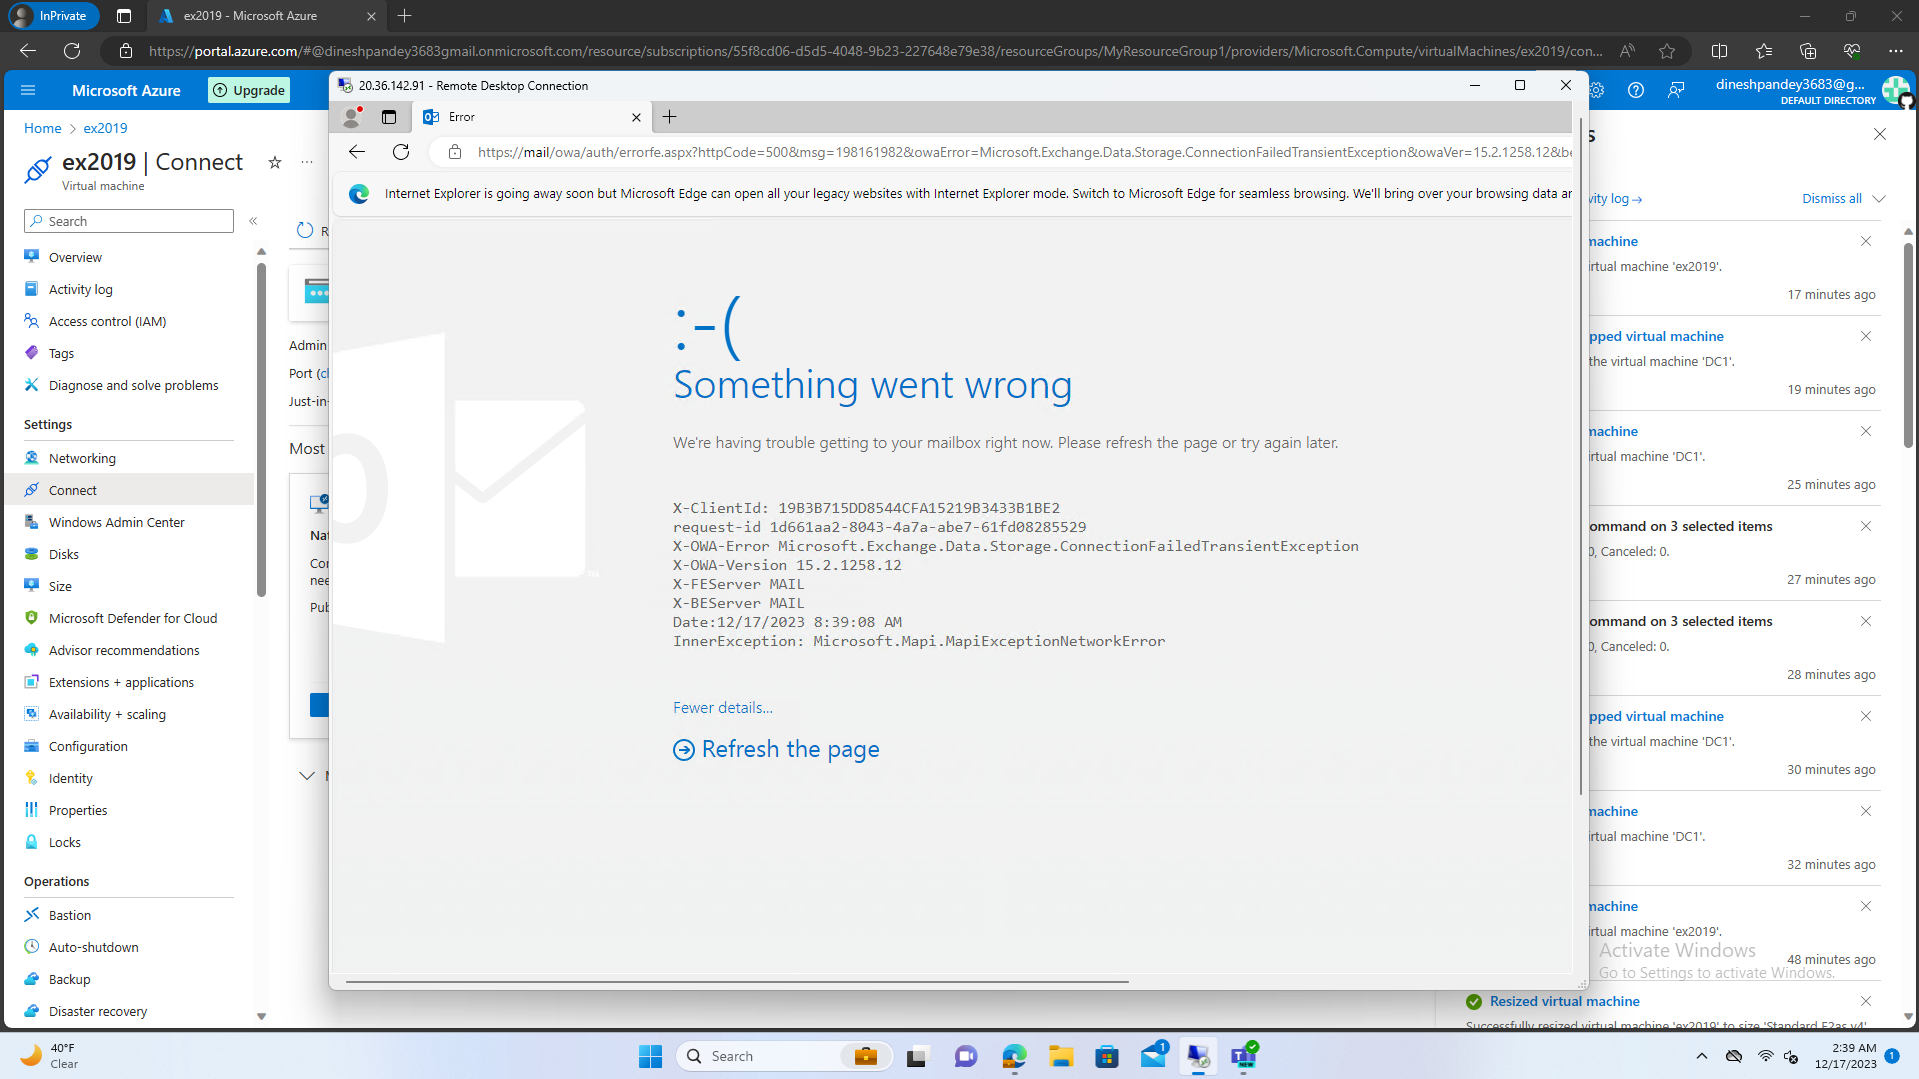 InPrivate
ex2019 - Microsoft Azure
https://portal.azure.com/#@dineshpandey3683gmail.onmicrosoft.com/resource/subscriptions/55f8cd06-d5d5-4048-9b23-227648e79e38/resourceGroups/MyResourceGroup1/providers/Microsoft.Compute/virtualMachines/ex2019/con...
Microsoft Azure
Upgrade
dineshpandey3683@g...
DEFAULT DIRECTORY
Home > ex2019
ex2019 | Connect
Virtual machine
Search
Overview
Activity log
Access control (IAM)
Tags
Diagnose and solve problems
Settings
Networking
Connect
Windows Admin Center
Disks
Size
Microsoft Defender for Cloud
Advisor recommendations
Extensions + applications
Availability + scaling
Configuration
Identity
Properties
Locks
Operations
Bastion
Auto-shutdown
Backup
Disaster recovery
R
Admin
Port (c
Just-in-
Most
Nat
Cor
nee
Pub
20.36.142.91 - Remote Desktop Connection
Error
https://mail/owa/auth/errorfe.aspx?httpCode=500&msg=198161982&owaError=Microsoft.Exchange.Data.Storage.ConnectionFailedTransientException&owaVer=15.2.1258.12&be
Internet Explorer is going away soon but Microsoft Edge can open all your legacy websites with Internet Explorer mode. Switch to Microsoft Edge for seamless browsing. We'll bring over your browsing data ar
:-(
Something went wrong
We're having trouble getting to your mailbox right now. Please refresh the page or try again later.
X-ClientId: 19B3B715DD8544CFA15219B3433B1BE2
request-id 1d661aa2-8043-4a7a-abe7-61fd08285529
X-OWA-Error Microsoft.Exchange.Data.Storage.ConnectionFailedTransientException
X-OWA-Version 15.2.1258.12
X-FEServer MAIL
X-BEServer MAIL
Date:12/17/2023 8:39:08 AM
InnerException: Microsoft.Mapi.MapiExceptionNetworkError
Fewer details...
Refresh the page
s
vity log →
Dismiss all
machine
irtual machine 'ex2019'.
17 minutes ago
pped virtual machine
the virtual machine 'DC1'.
19 minutes ago
machine
irtual machine 'DC1'.
25 minutes ago
ommand on 3 selected items
0, Canceled: 0.
27 minutes ago
ommand on 3 selected items
0, Canceled: 0.
28 minutes ago
pped virtual machine
the virtual machine 'DC1'.
30 minutes ago
machine
irtual machine 'DC1'.
32 minutes ago
machine
irtual machine 'ex2019'.
48 minutes ago
Activate Windows
Go to Settings to activate Windows.
Resized virtual machine
Successfully resized virtual machine 'ex2019' to size 'Standard E2as v4'
40°F
Clear
Search
1
NEW
2:39 AM
12/17/2023
1